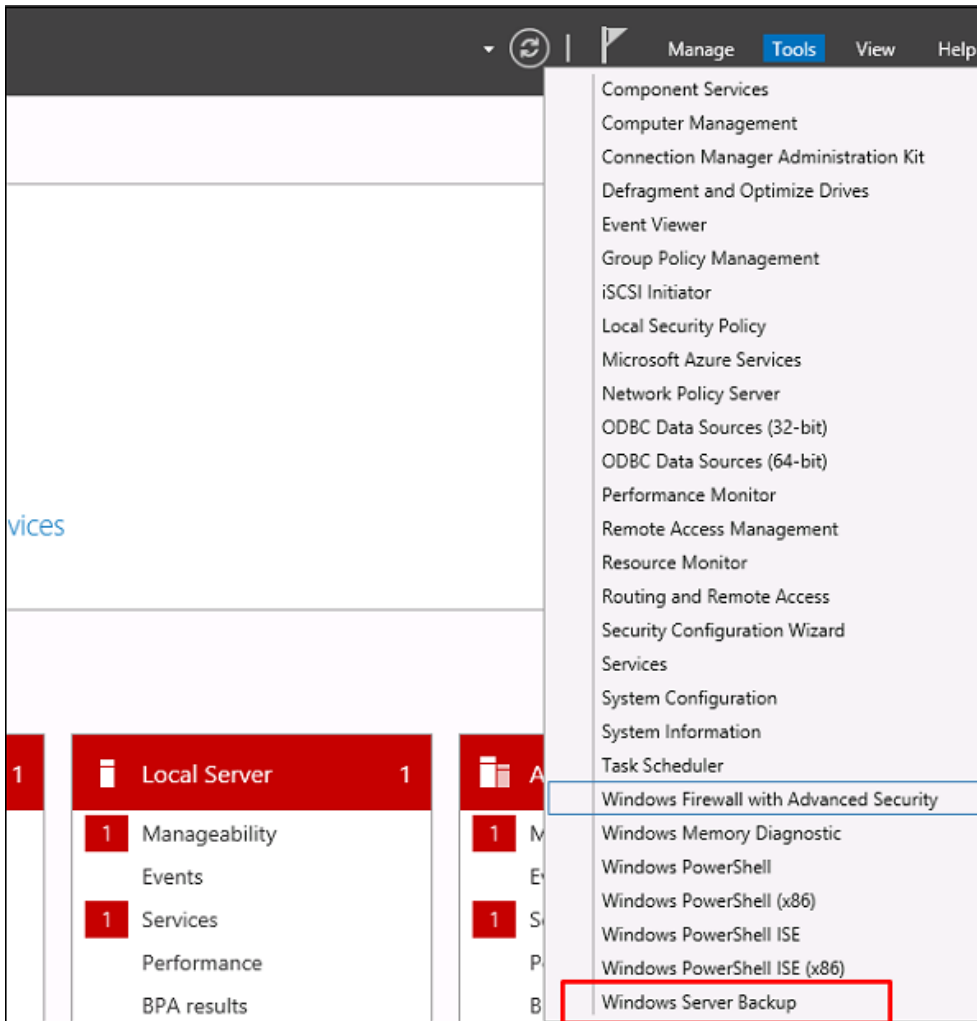 Manage Tools View Help
Component Services
Computer Management
Connection Manager Administration Kit
Defragment and Optimize Drives
Event Viewer
Group Policy Management
iSCSI Initiator
Local Security Policy
Microsoft Azure Services
Network Policy Server
ODBC Data Sources (32-bit)
ODBC Data Sources (64-bit)
Performance Monitor
Remote Access Management
Resource Monitor
Routing and Remote Access
Security Configuration Wizard
Services
System Configuration
System Information
Task Scheduler
Windows Firewall with Advanced Security
Windows Memory Diagnostic
Windows PowerShell
Windows PowerShell (x86)
Windows PowerShell ISE
Windows PowerShell ISE (x86)
Windows Server Backup
vices
1
Local Server 1
1 Manageability
Events
1 Services
Performance
BPA results
A
1 M
E
1 S
P
B